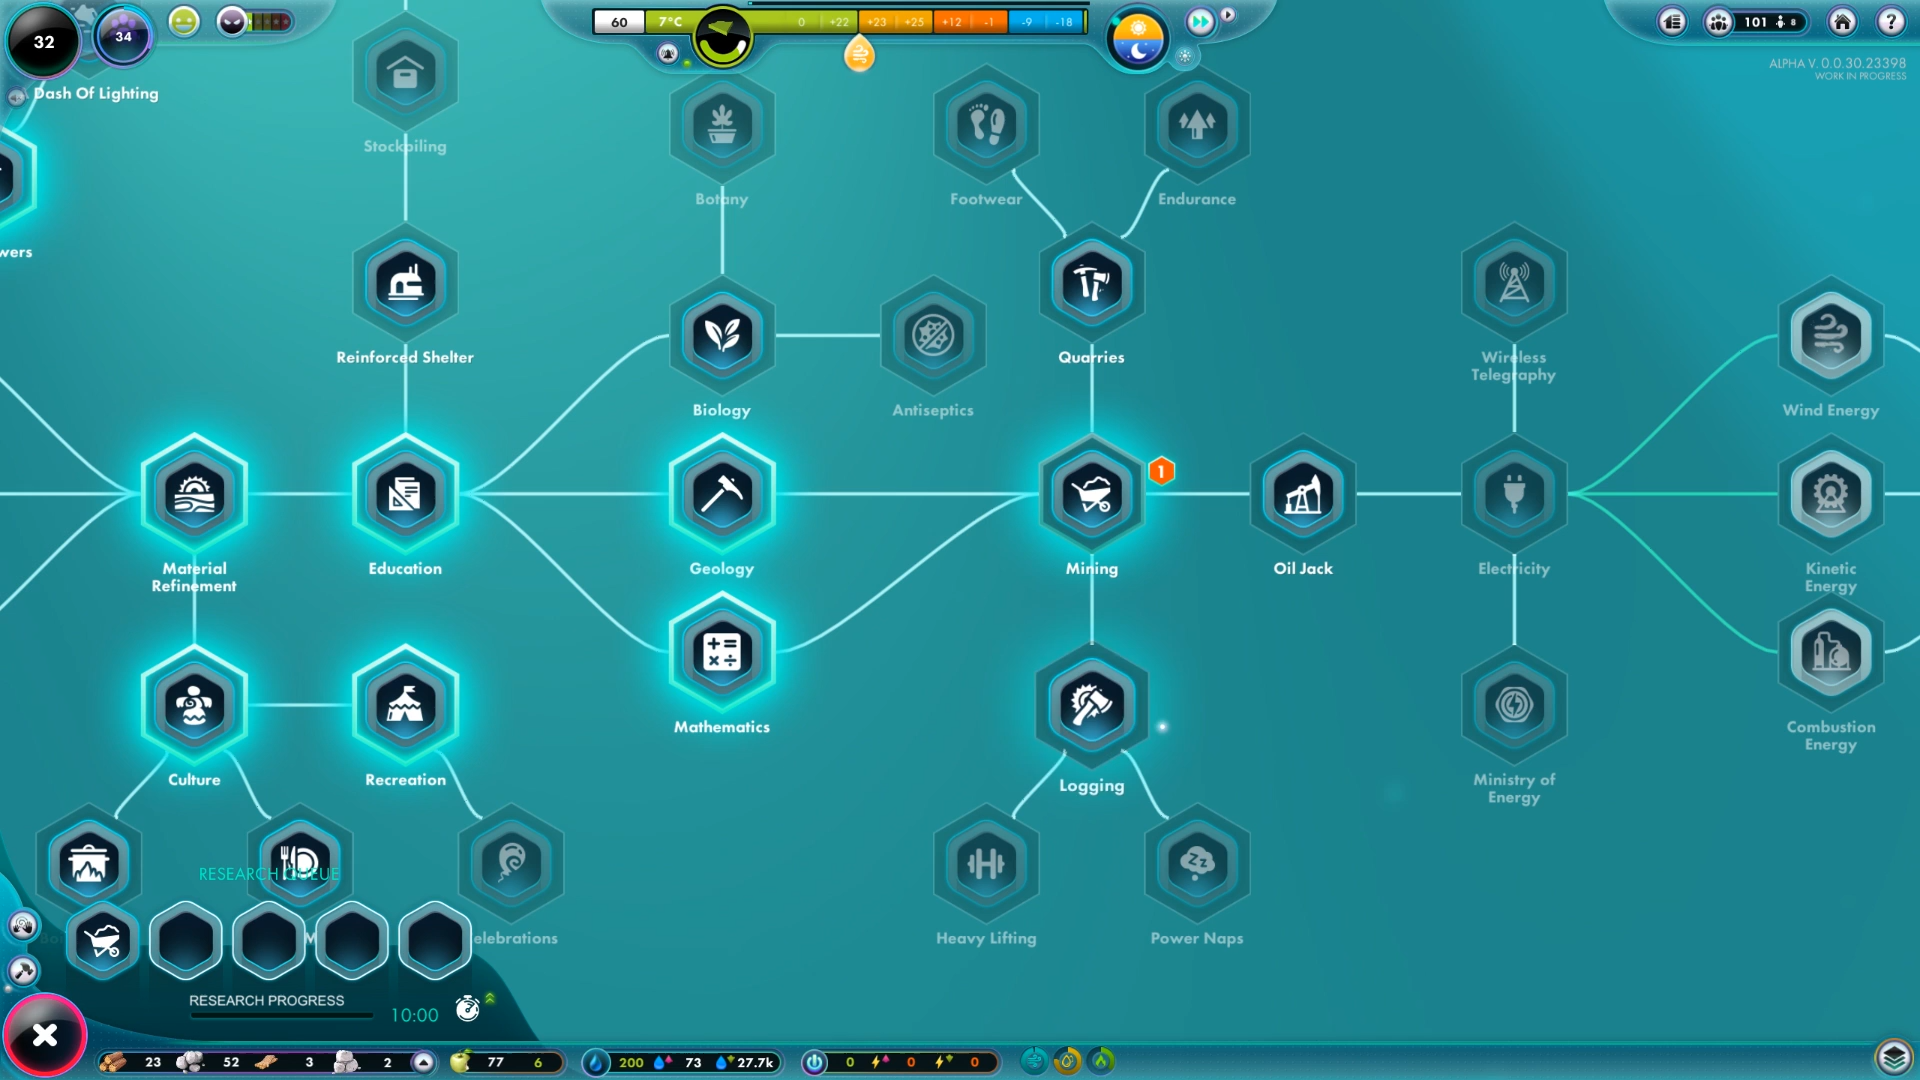 32
34
60
7°C
0
+22
+23
+25
+12
-1
-9
-18
101
8
?
ALPHA V. 0.0.30.23398
WORK IN PROGRESS
Dash Of Lighting
Stockpiling
Botany
Footwear
Endurance
wers
Reinforced Shelter
Quarries
Wireless
Telegraphy
Biology
Antiseptics
Wind Energy
1
Material
Refinement
Education
Geology
Mining
Oil Jack
Electricity
Kinetic
Energy
Mathematics
Combustion
Energy
Culture
Recreation
Logging
Ministry of
Energy
Zz
RESEARCH QUEUE
elebrations
Heavy Lifting
Power Naps
RESEARCH PROGRESS
10:00
23
52
3
2
77
6
200
73
27.7k
0
0
0